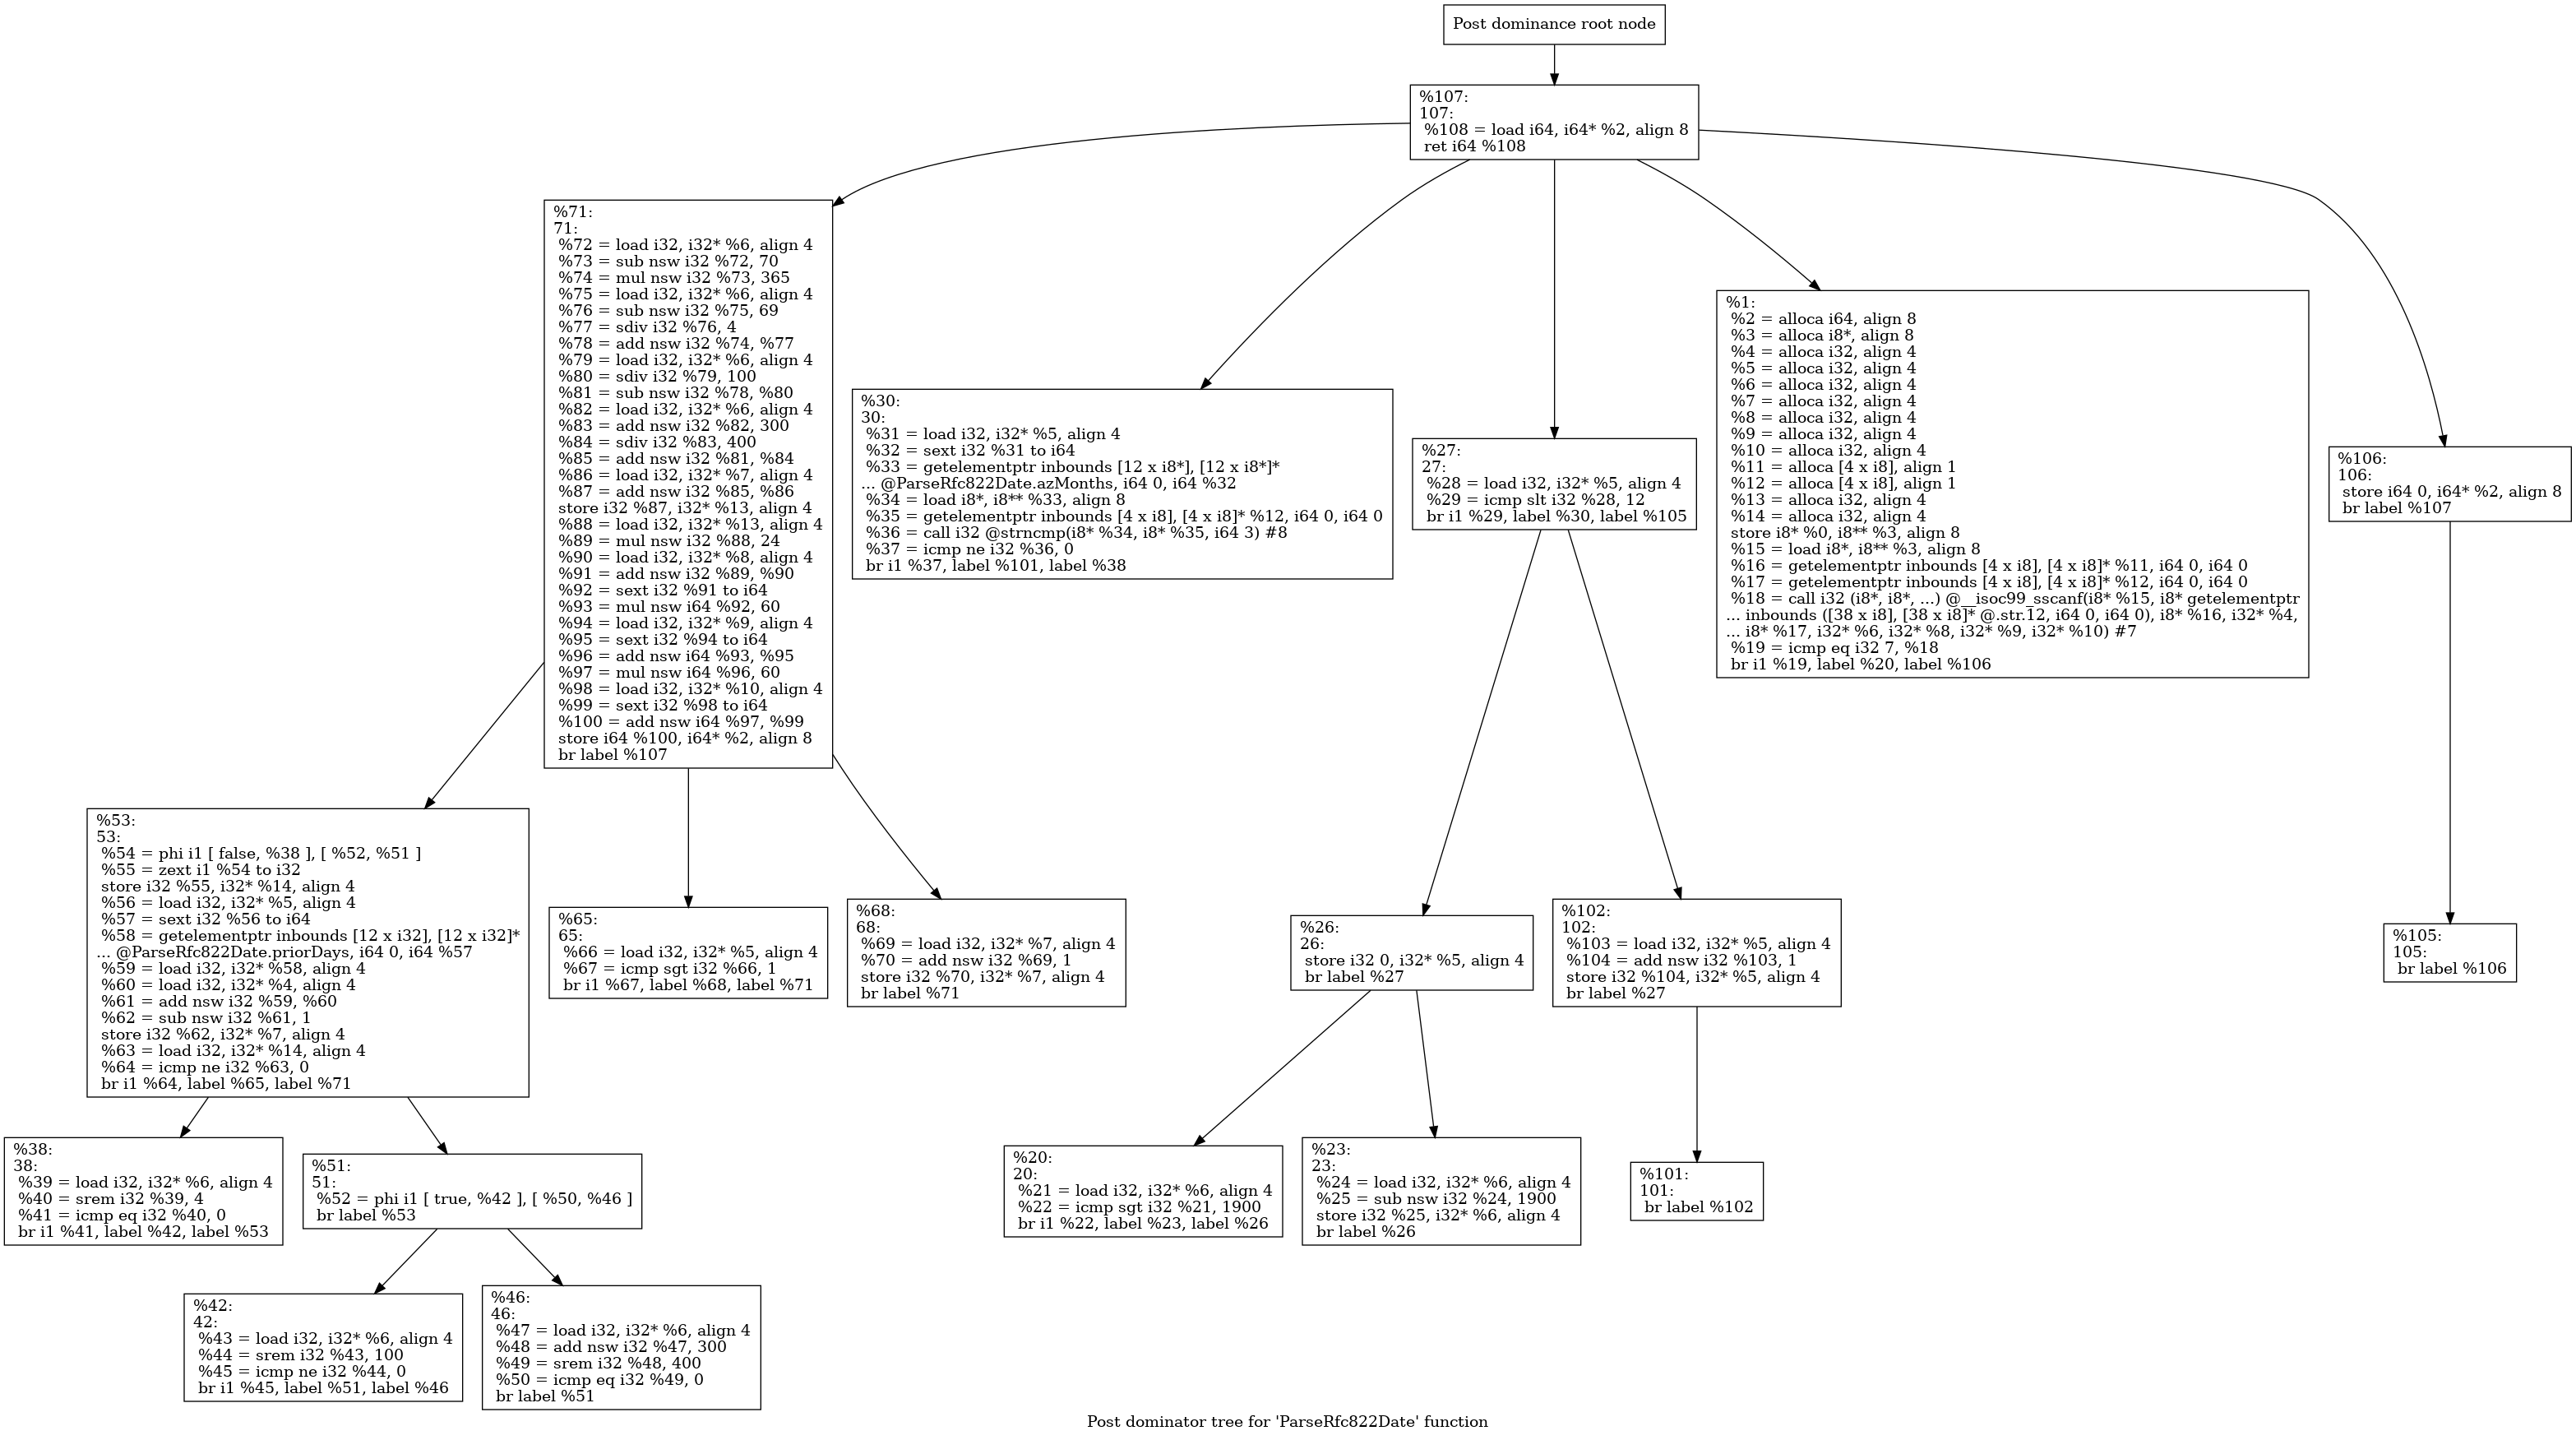 Post dominance root node
%107:
107:
%108 = load i64, i64* %2, align 8
ret i64 %108
%71:
71:
%72 = load i32, i32* %6, align 4
%73 = sub nsw i32 %72, 70
%74 = mul nsw i32 %73, 365
%75 = load i32, i32* %6, align 4
%76 = sub nsw i32 %75, 69
%77 = sdiv i32 %76, 4
%78 = add nsw i32 %74, %77
%79 = load i32, i32* %6, align 4
%80 = sdiv i32 %79, 100
%81 = sub nsw i32 %78, %80
%82 = load i32, i32* %6, align 4
%83 = add nsw i32 %82, 300
%84 = sdiv i32 %83, 400
%85 = add nsw i32 %81, %84
%86 = load i32, i32* %7, align 4
%87 = add nsw i32 %85, %86
store i32 %87, i32* %13, align 4
%88 = load i32, i32* %13, align 4
%89 = mul nsw i32 %88, 24
%90 = load i32, i32* %8, align 4
%91 = add nsw i32 %89, %90
%92 = sext i32 %91 to i64
%93 = mul nsw i64 %92, 60
%94 = load i32, i32* %9, align 4
%95 = sext i32 %94 to i64
%96 = add nsw i64 %93, %95
%97 = mul nsw i64 %96, 60
%98 = load i32, i32* %10, align 4
%99 = sext i32 %98 to i64
%100 = add nsw i64 %97, %99
store i64 %100, i64* %2, align 8
br label %107
%30:
30:
%31 = load i32, i32* %5, align 4
%32 = sext i32 %31 to i64
%33 = getelementptr inbounds [12 x i8*], [12 x i8*]*
... @ParseRfc822Date.azMonths, i64 0, i64 %32
%34 = load i8*, i8** %33, align 8
%35 = getelementptr inbounds [4 x i8], [4 x i8]* %12, i64 0, i64 0
%36 = call i32 @strncmp(i8* %34, i8* %35, i64 3) #8
%37 = icmp ne i32 %36, 0
br i1 %37, label %101, label %38
%27:
27:
%28 = load i32, i32* %5, align 4
%29 = icmp slt i32 %28, 12
br i1 %29, label %30, label %105
%1:
%2 = alloca i64, align 8
%3 = alloca i8*, align 8
%4 = alloca i32, align 4
%5 = alloca i32, align 4
%6 = alloca i32, align 4
%7 = alloca i32, align 4
%8 = alloca i32, align 4
%9 = alloca i32, align 4
%10 = alloca i32, align 4
%11 = alloca [4 x i8], align 1
%12 = alloca [4 x i8], align 1
%13 = alloca i32, align 4
%14 = alloca i32, align 4
store i8* %0, i8** %3, align 8
%15 = load i8*, i8** %3, align 8
%16 = getelementptr inbounds [4 x i8], [4 x i8]* %11, i64 0, i64 0
%17 = getelementptr inbounds [4 x i8], [4 x i8]* %12, i64 0, i64 0
%18 = call i32 (i8*, i8*, ...) @__isoc99_sscanf(i8* %15, i8* getelementptr
... inbounds ([38 x i8], [38 x i8]* @.str.12, i64 0, i64 0), i8* %16, i32* %4,
... i8* %17, i32* %6, i32* %8, i32* %9, i32* %10) #7
%19 = icmp eq i32 7, %18
br i1 %19, label %20, label %106
%106:
106:
store i64 0, i64* %2, align 8
br label %107
%53:
53:
%54 = phi i1 [ false, %38 ], [ %52, %51 ]
%55 = zext i1 %54 to i32
store i32 %55, i32* %14, align 4
%56 = load i32, i32* %5, align 4
%57 = sext i32 %56 to i64
%58 = getelementptr inbounds [12 x i32], [12 x i32]*
... @ParseRfc822Date.priorDays, i64 0, i64 %57
%59 = load i32, i32* %58, align 4
%60 = load i32, i32* %4, align 4
%61 = add nsw i32 %59, %60
%62 = sub nsw i32 %61, 1
store i32 %62, i32* %7, align 4
%63 = load i32, i32* %14, align 4
%64 = icmp ne i32 %63, 0
br i1 %64, label %65, label %71
%65:
65:
%66 = load i32, i32* %5, align 4
%67 = icmp sgt i32 %66, 1
br i1 %67, label %68, label %71
%68:
68:
%69 = load i32, i32* %7, align 4
%70 = add nsw i32 %69, 1
store i32 %70, i32* %7, align 4
br label %71
%26:
26:
store i32 0, i32* %5, align 4
br label %27
%102:
102:
%103 = load i32, i32* %5, align 4
%104 = add nsw i32 %103, 1
store i32 %104, i32* %5, align 4
br label %27
%105:
105:
br label %106
%38:
38:
%39 = load i32, i32* %6, align 4
%40 = srem i32 %39, 4
%41 = icmp eq i32 %40, 0
br i1 %41, label %42, label %53
%51:
51:
%52 = phi i1 [ true, %42 ], [ %50, %46 ]
br label %53
%20:
20:
%21 = load i32, i32* %6, align 4
%22 = icmp sgt i32 %21, 1900
br i1 %22, label %23, label %26
%23:
23:
%24 = load i32, i32* %6, align 4
%25 = sub nsw i32 %24, 1900
store i32 %25, i32* %6, align 4
br label %26
%101:
101:
br label %102
%42:
42:
%43 = load i32, i32* %6, align 4
%44 = srem i32 %43, 100
%45 = icmp ne i32 %44, 0
br i1 %45, label %51, label %46
%46:
46:
%47 = load i32, i32* %6, align 4
%48 = add nsw i32 %47, 300
%49 = srem i32 %48, 400
%50 = icmp eq i32 %49, 0
br label %51
Post dominator tree for 'ParseRfc822Date' function